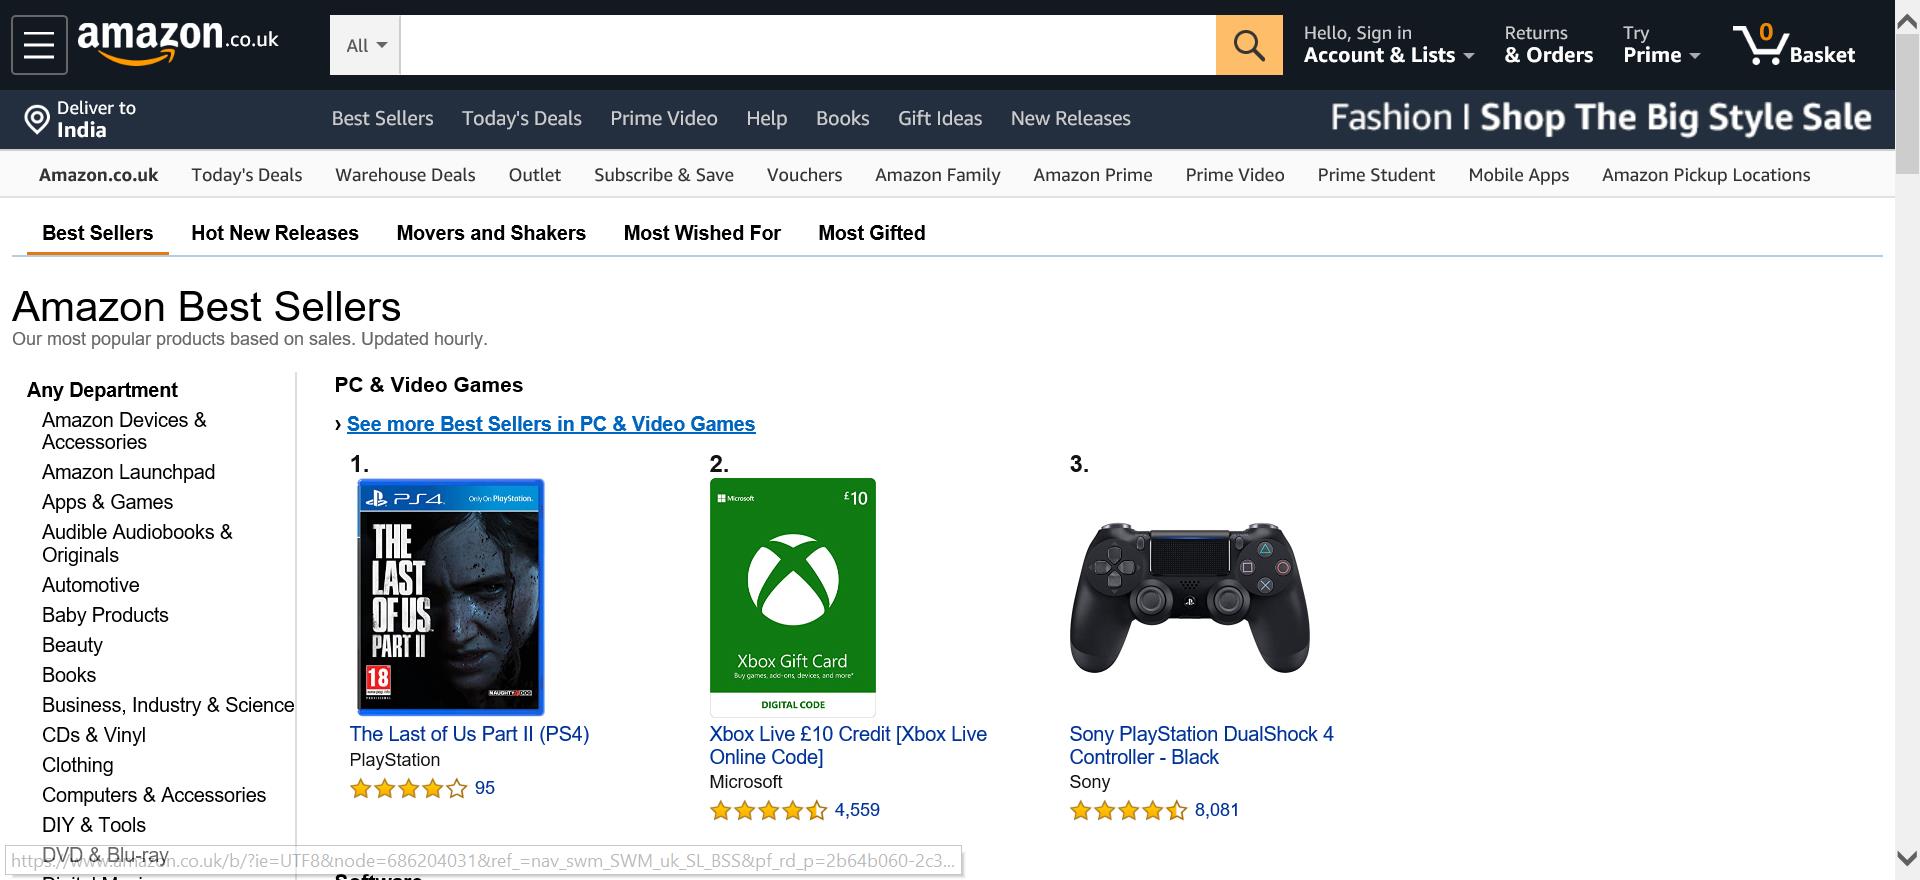 amazon.co.uk
All
Hello, Sign in
Account & Lists
Returns
& Orders
Try
Prime
0
Basket
Deliver to
India
Best Sellers
Today's Deals
Prime Video
Help
Books
Gift Ideas
New Releases
Fashion I Shop The Big Style Sale
Amazon.co.uk
Today's Deals
Warehouse Deals
Outlet
Subscribe & Save
Vouchers
Amazon Family
Amazon Prime
Prime Video
Prime Student
Mobile Apps
Amazon Pickup Locations
Best Sellers
Hot New Releases
Movers and Shakers
Most Wished For
Most Gifted
Amazon Best Sellers
Our most popular products based on sales. Updated hourly.
Any Department
Amazon Devices &
Accessories
Amazon Launchpad
Apps & Games
Audible Audiobooks &
Originals
Automotive
Baby Products
Beauty
Books
Business, Industry & Science
CDs & Vinyl
Clothing
Computers & Accessories
DIY & Tools
DVD & Blu-ray
PC & Video Games
› See more Best Sellers in PC & Video Games
1.
PS4
Only On PlayStation.
THE
LAST
OF US
PART II
18
NAUGHTY DOG
The Last of Us Part II (PS4)
PlayStation
95
2.
Microsoft
£10
Xbox Gift Card
Buy games, add-ons, devices, and more*
DIGITAL CODE
Xbox Live £10 Credit [Xbox Live
Online Code]
Microsoft
4,559
3.
Sony PlayStation DualShock 4
Controller - Black
Sony
8,081
https://www.amazon.co.uk/b/?ie=UTF8&node=686204031&ref_=nav_swm_SWM_uk_SL_BSS&pf_rd_p=2b64b060-2c3...
Software